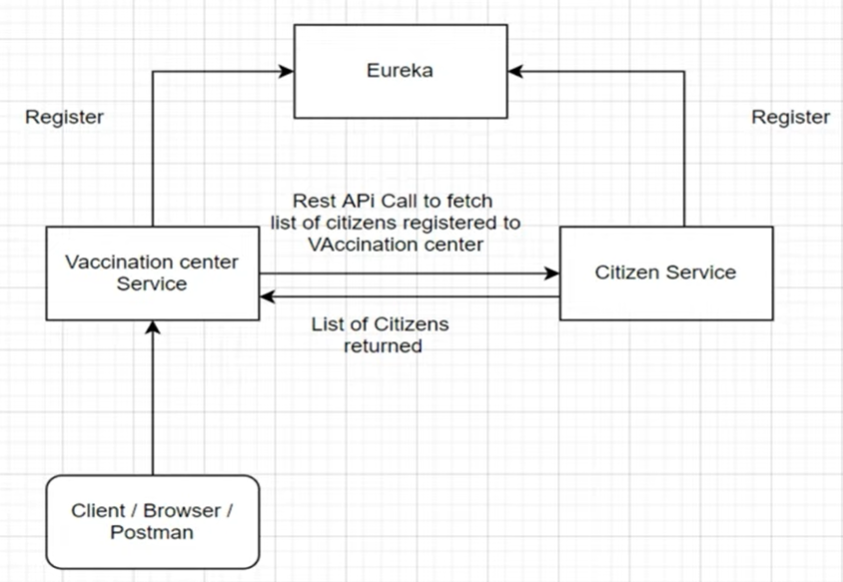 Eureka
Register
Register
Rest APi Call to fetch
list of citizens registered to
VAccination center
Vaccination center
Service
Citizen Service
List of Citizens
returned
Client / Browser /
Postman